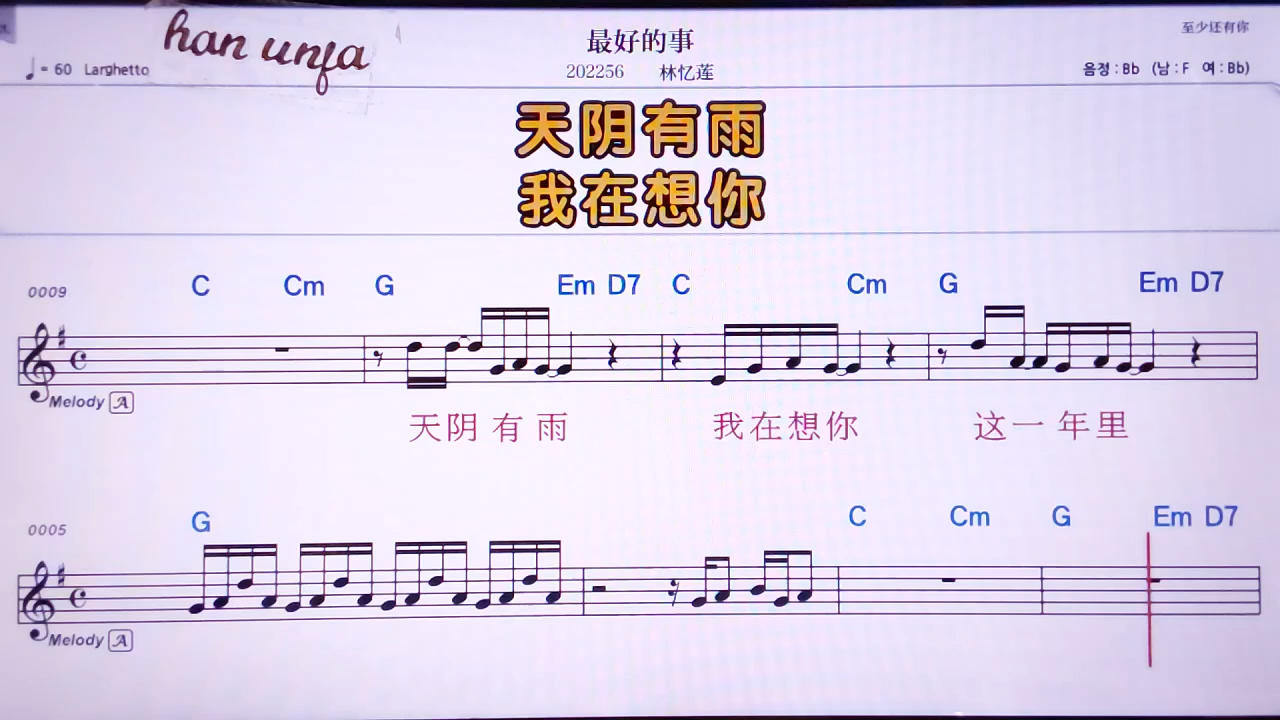 han unfa
最好的事
至少还有你
♩= 60 Larghetto
202256 林忆莲
음정 : Bb (남 : F 여 : Bb)
天阴有雨
我在想你
0009 C Cm G Em D7 C Cm G Em D7
Melody A
天阴有雨 我在想你 这一年里
0005 G C Cm G Em D7
Melody A